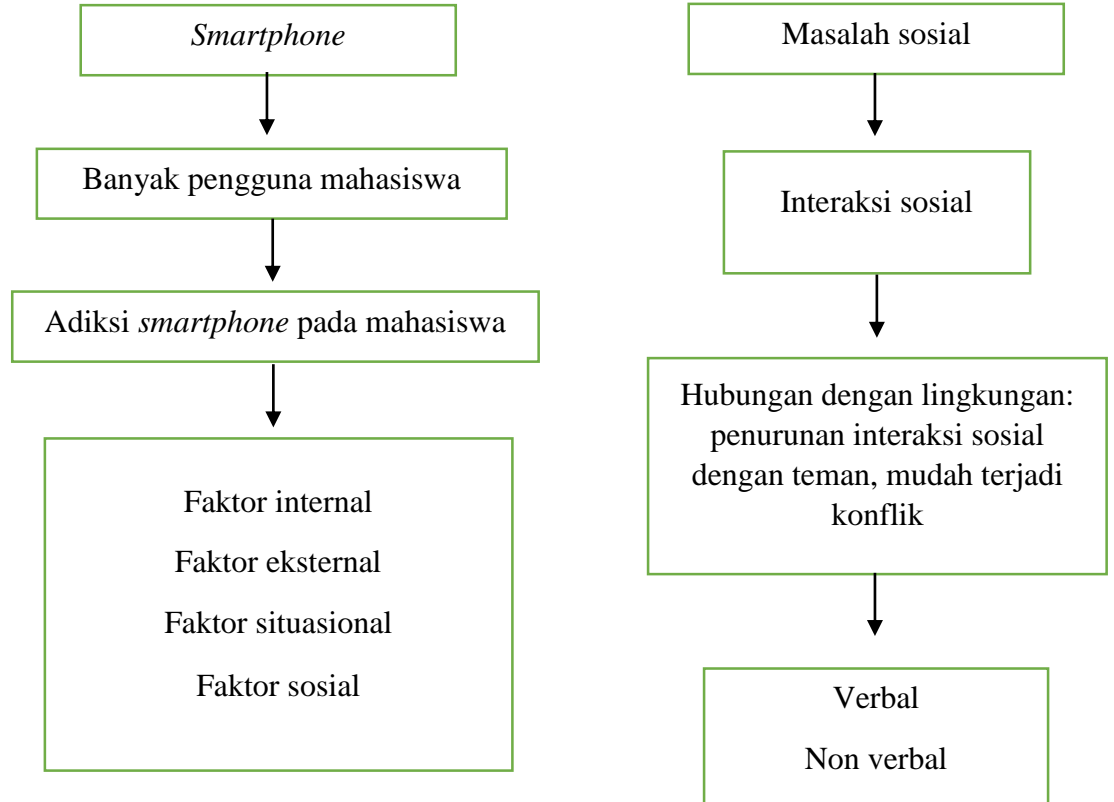 Smartphone
Banyak pengguna mahasiswa
Adiksi smartphone pada mahasiswa
Faktor internal
Faktor eksternal
Faktor situasional
Faktor sosial
Masalah sosial
Interaksi sosial
Hubungan dengan lingkungan:
penurunan interaksi sosial
dengan teman, mudah terjadi
konflik
Verbal
Non verbal